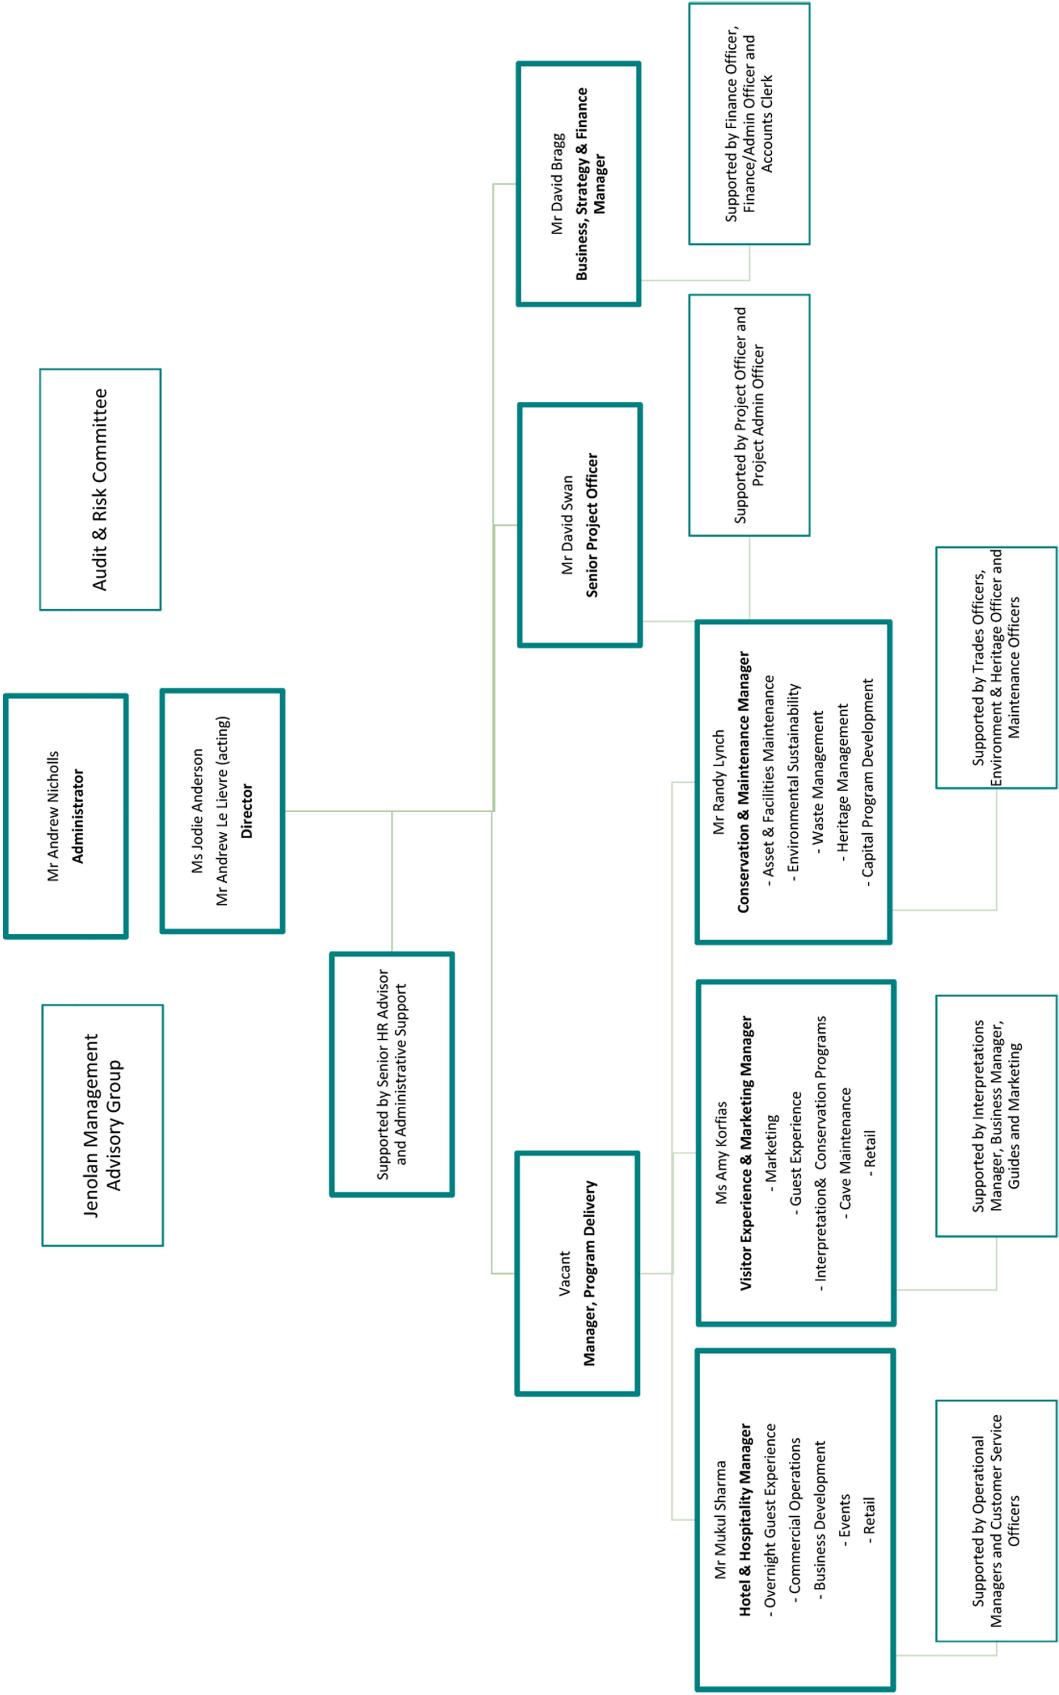 Jenolan Management
Advisory Group
Mr Andrew Nicholls
Administrator
Audit & Risk Committee
Ms Jodie Anderson
Mr Andrew Le Lievre (acting)
Director
Supported by Senior HR Advisor
and Administrative Support
Vacant
Manager, Program Delivery
Mr David Swan
Senior Project Officer
Mr David Bragg
Business, Strategy & Finance
Manager
Supported by Project Officer and
Project Admin Officer
Supported by Finance Officer,
Finance/Admin Officer and
Accounts Clerk
Mr Mukul Sharma
Hotel & Hospitality Manager
- Overnight Guest Experience
- Commercial Operations
- Business Development
- Events
- Retail
Ms Amy Korfias
Visitor Experience & Marketing Manager
- Marketing
- Guest Experience
- Interpretation& Conservation Programs
- Cave Maintenance
- Retail
Mr Randy Lynch
Conservation & Maintenance Manager
- Asset & Facilities Maintenance
- Environmental Sustainability
- Waste Management
- Heritage Management
- Capital Program Development
Supported by Operational
Managers and Customer Service
Officers
Supported by Interpretations
Manager, Business Manager,
Guides and Marketing
Supported by Trades Officers,
Environment & Heritage Officer and
Maintenance Officers